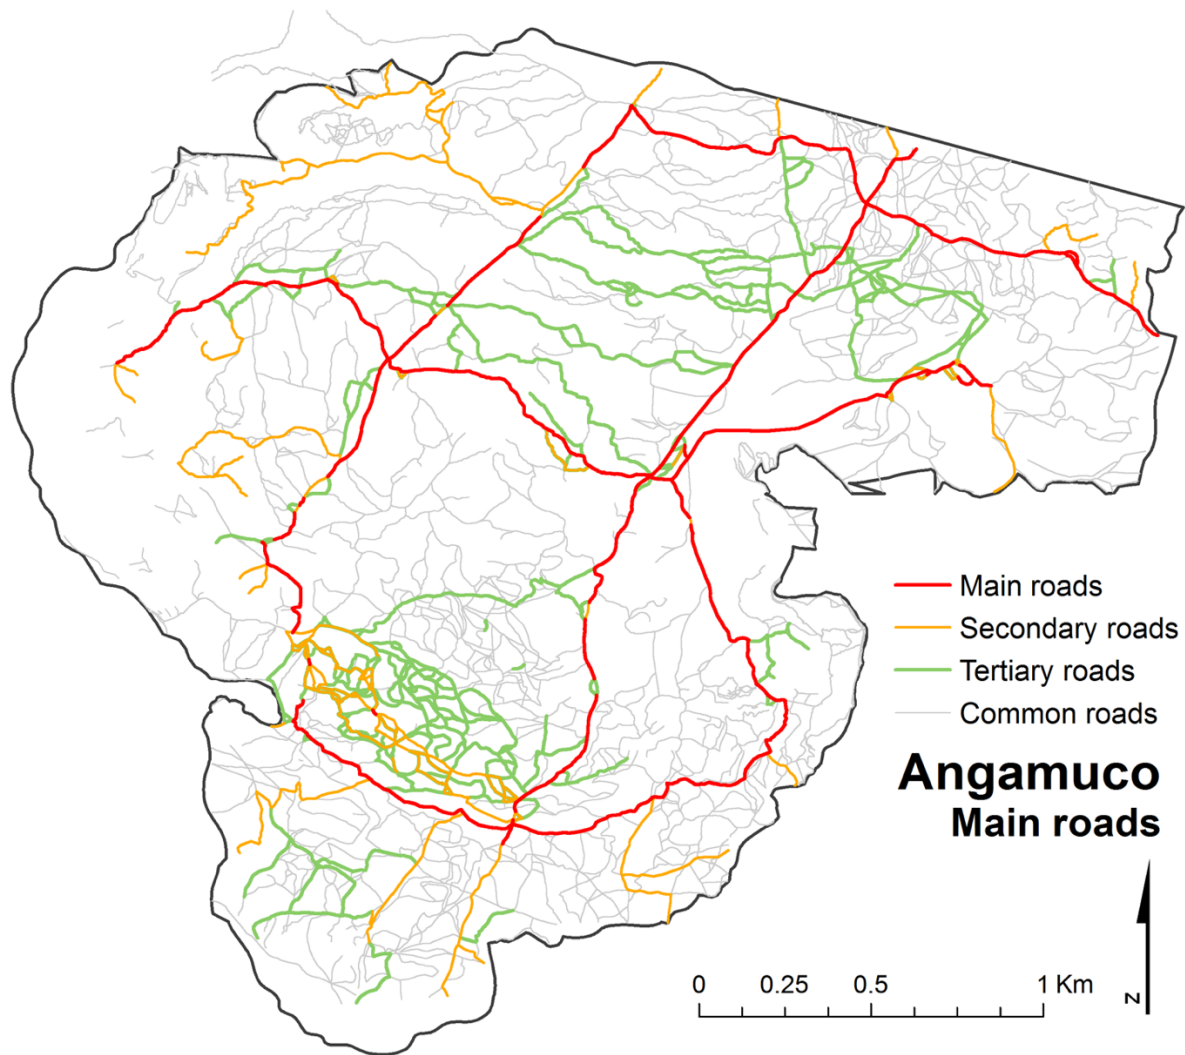 Main roads
Secondary roads
Tertiary roads
Common roads
Angamuco
Main roads
0 0.25 0.5 1 Km
N